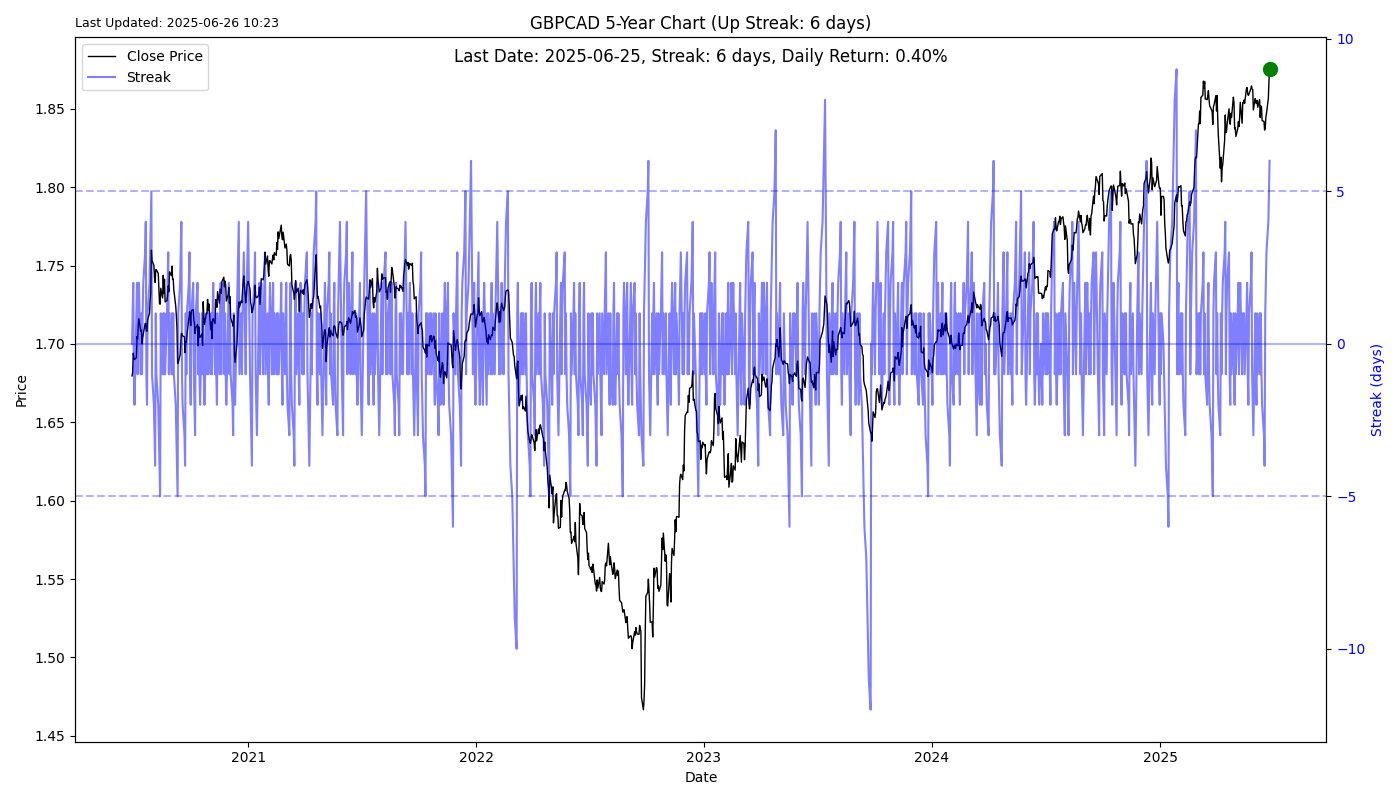 Last Updated: 2025-06-26 10:23
GBPCAD 5-Year Chart (Up Streak: 6 days)
Last Date: 2025-06-25, Streak: 6 days, Daily Return: 0.40%
Close Price
Streak
Price
1.85
1.80
1.75
1.70
1.65
1.60
1.55
1.50
1.45
10
5
0
−5
−10
Streak (days)
2021
2022
2023
2024
2025
Date